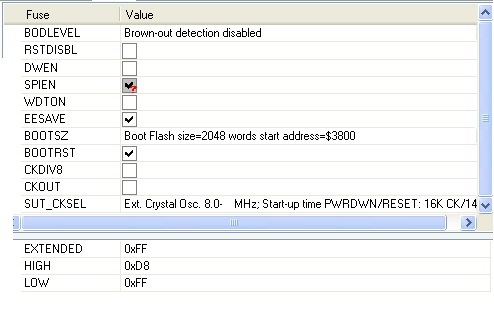 Fuse Value
BODLEVEL Brown-out detection disabled
RSTDISBL
DWEN
SPIEN
WDTON
EESAVE
BOOTSZ Boot Flash size=2048 words start address=$3800
BOOTRST
CKDIV8
CKOUT
SUT_CKSEL Ext. Crystal Osc. 8.0- MHz; Start-up time PWRDWN/RESET: 16K CK/14
EXTENDED 0xFF
HIGH 0xD8
LOW 0xFF